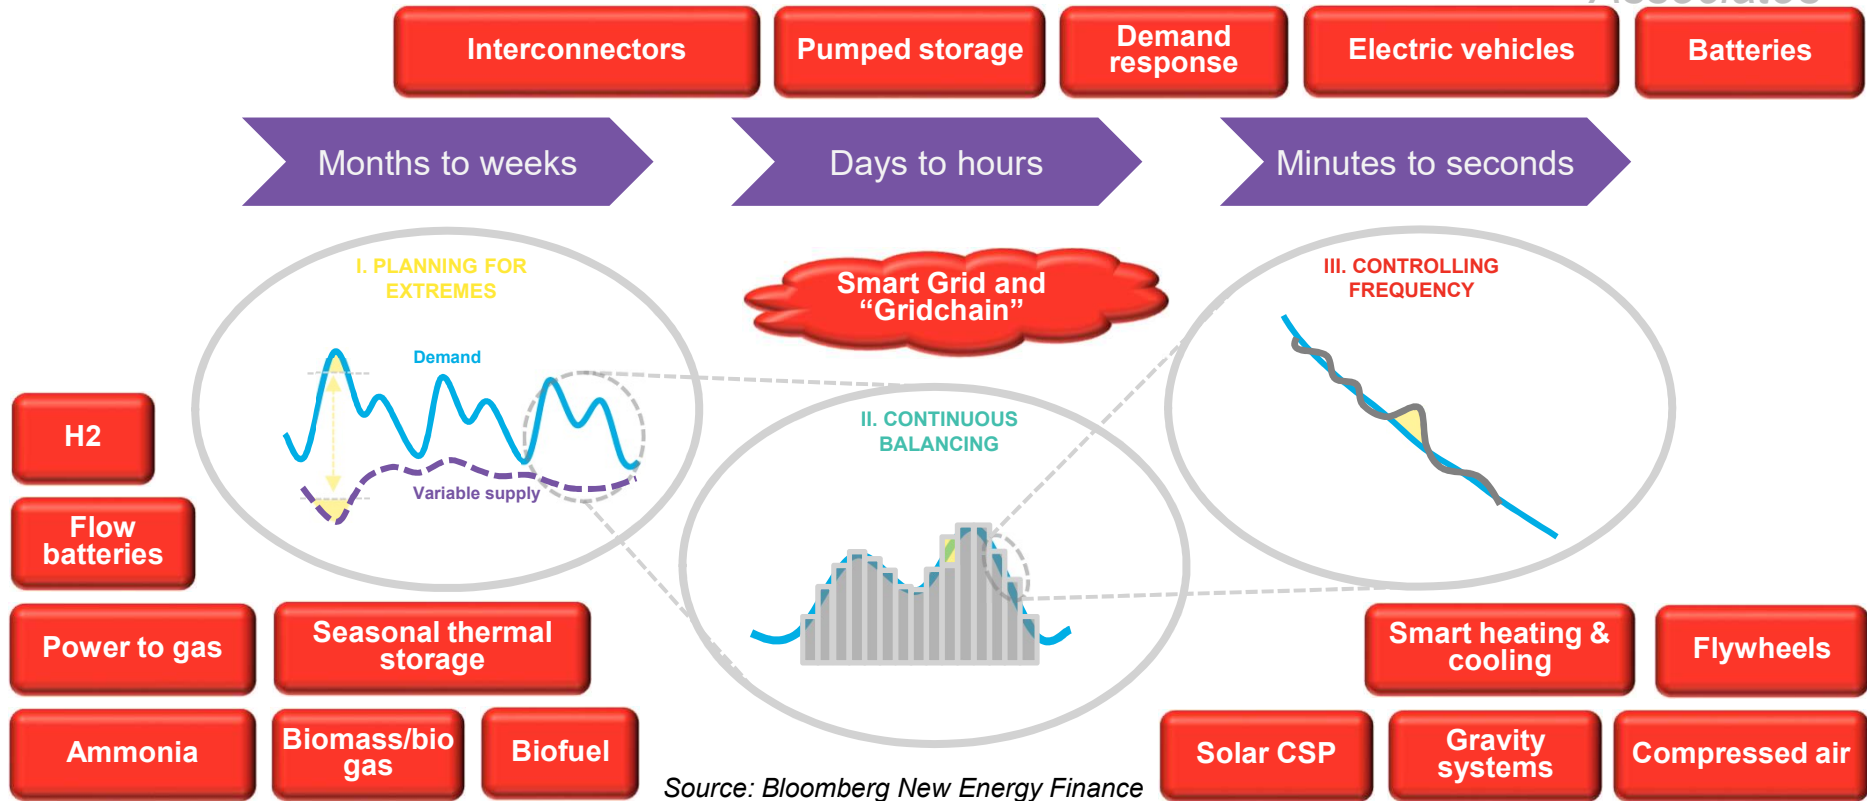 Associates
Interconnectors
Pumped storage
Demand
response
Electric vehicles
Batteries
Months to weeks
Days to hours
Minutes to seconds
I. PLANNING FOR
EXTREMES
Demand
Variable supply
Smart Grid and
“Gridchain”
II. CONTINUOUS
BALANCING
III. CONTROLLING
FREQUENCY
H2
Flow
batteries
Power to gas
Seasonal thermal
storage
Ammonia
Biomass/bio
gas
Biofuel
Smart heating &
cooling
Flywheels
Solar CSP
Gravity
systems
Compressed air
Source: Bloomberg New Energy Finance